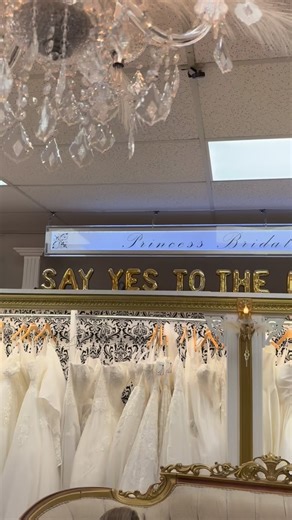 Princess Bridal
SAY YES TO THE